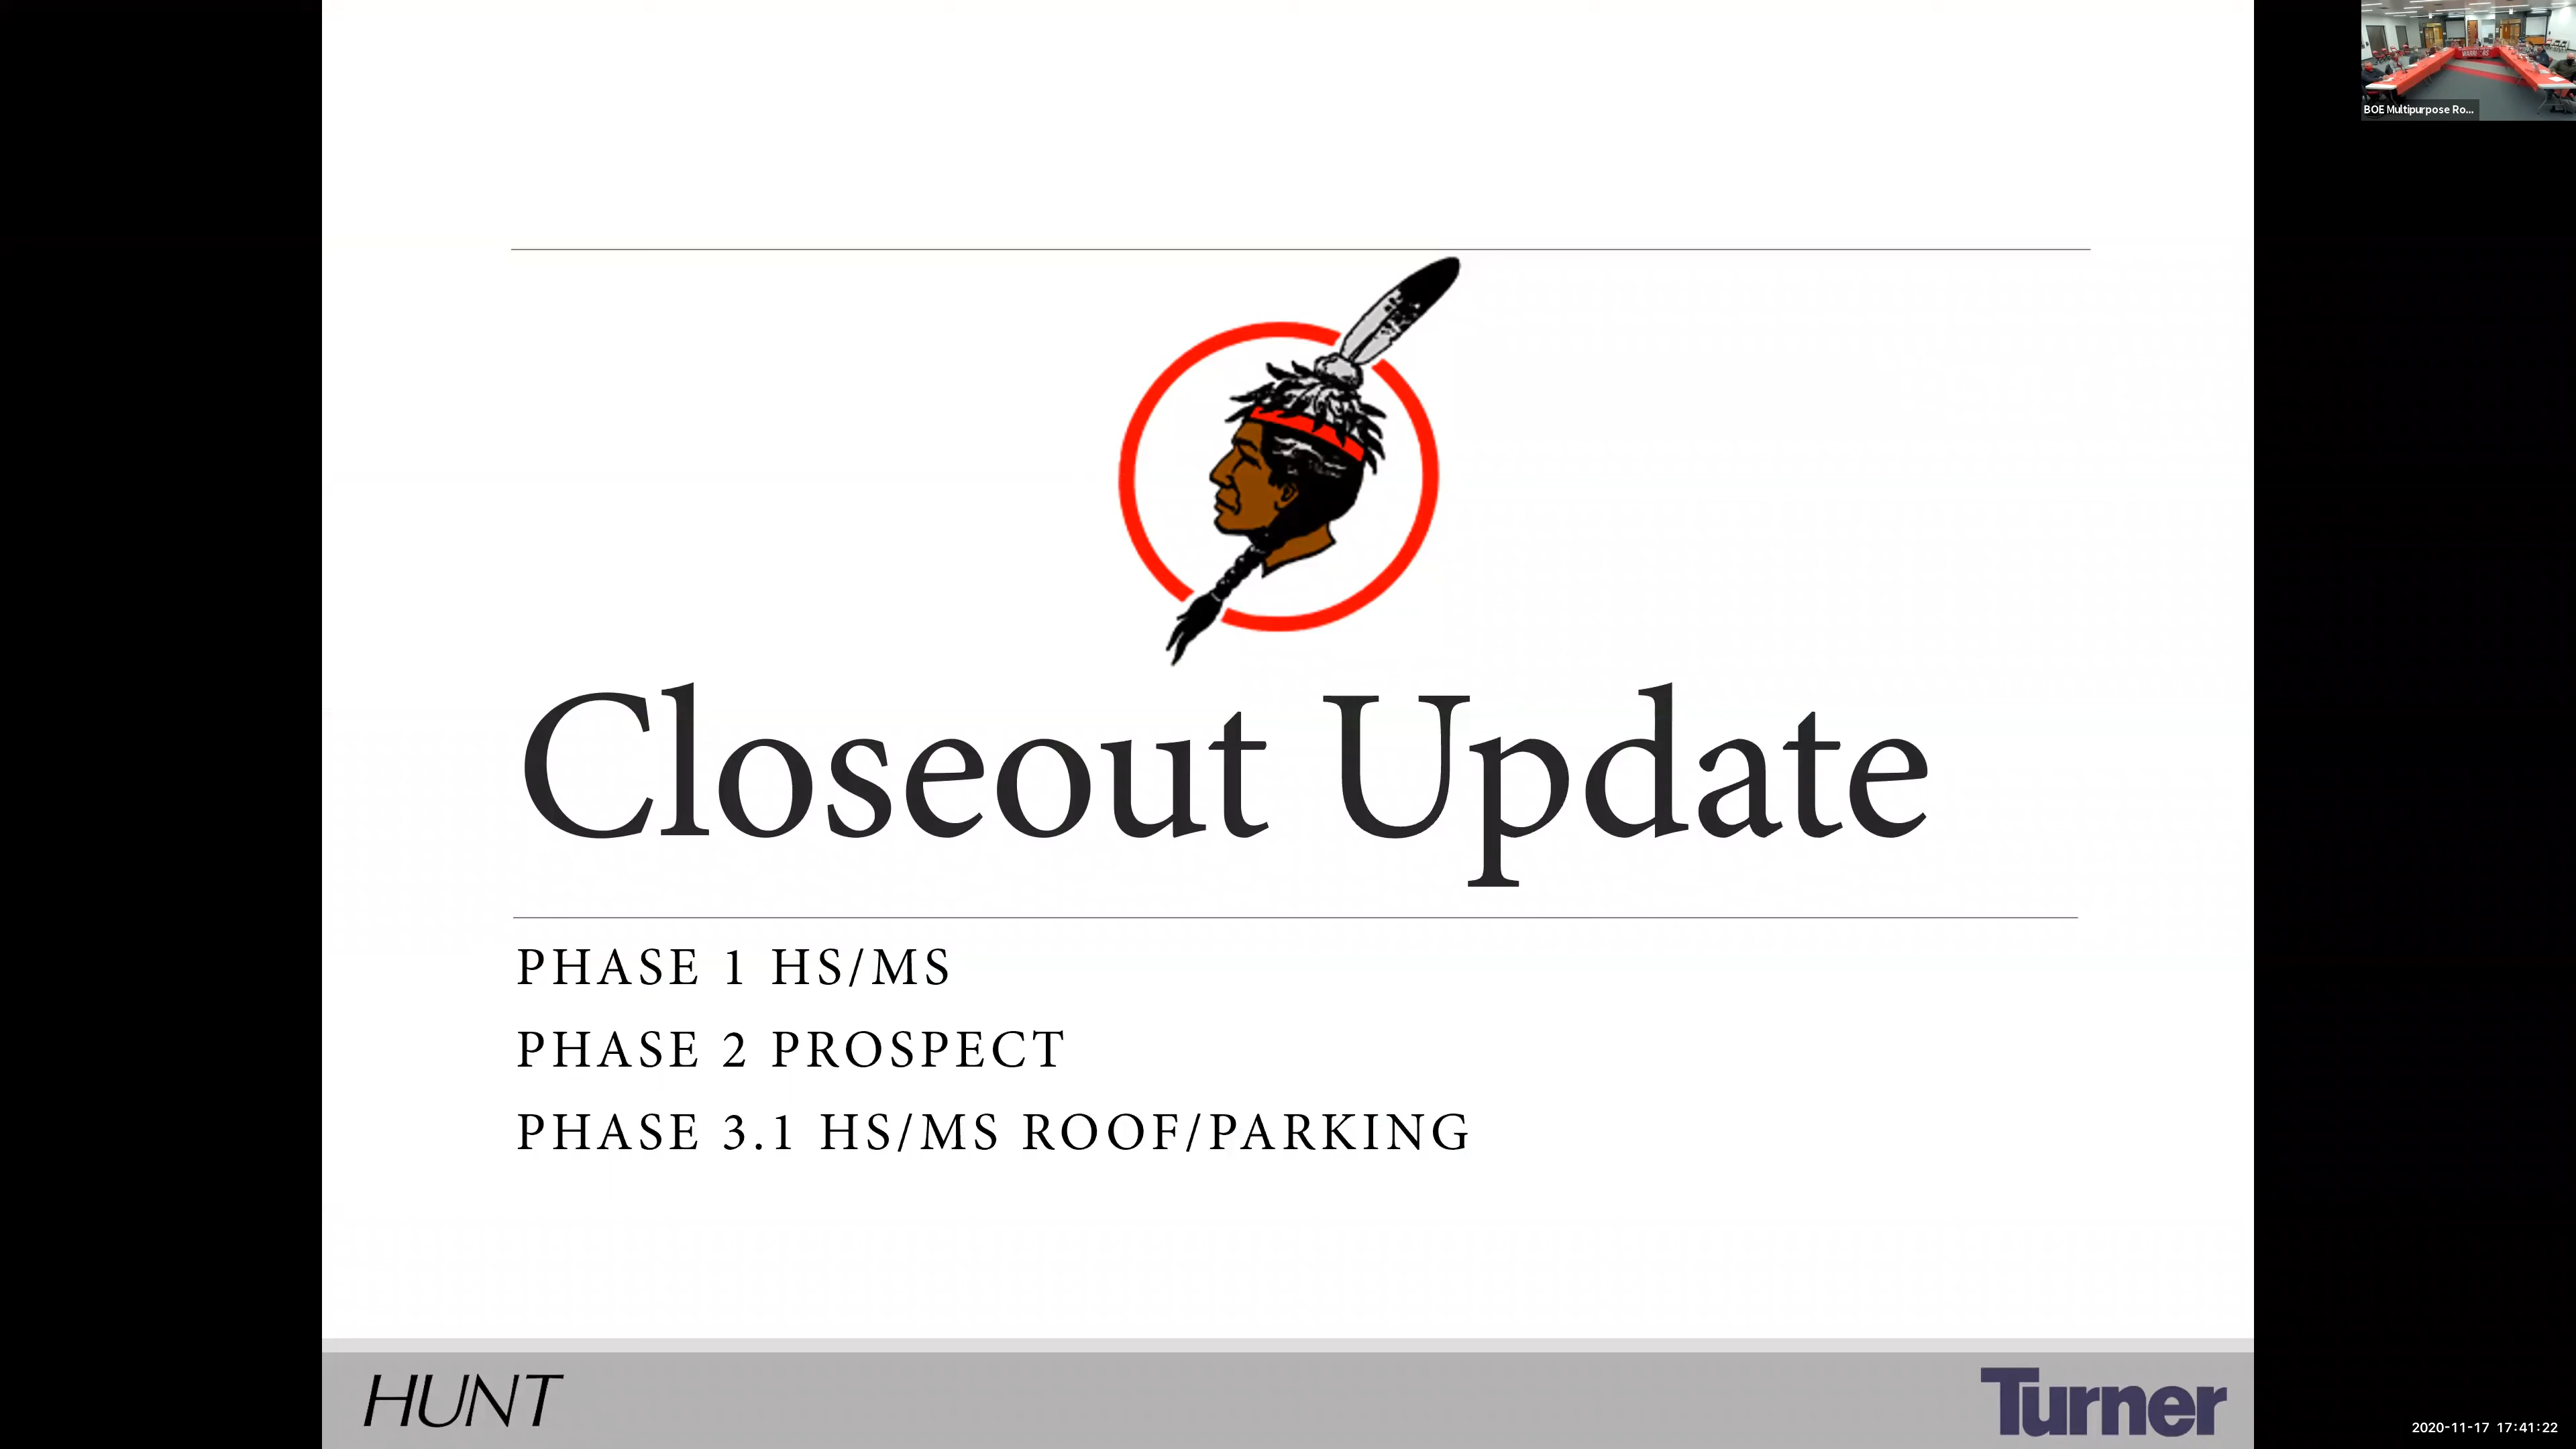 BOE Multipurpose Ro...
WARRIORS
Closeout Update
PHASE 1 HS/MS
PHASE 2 PROSPECT
PHASE 3.1 HS/MS ROOF/PARKING
HUNT
Turner
2020-11-17 17:41:22